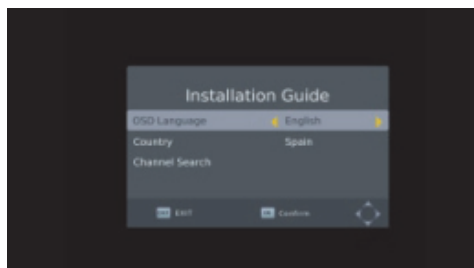 Installation Guide
OSD Language English
Country Spain
Channel Search
EXIT Confirm